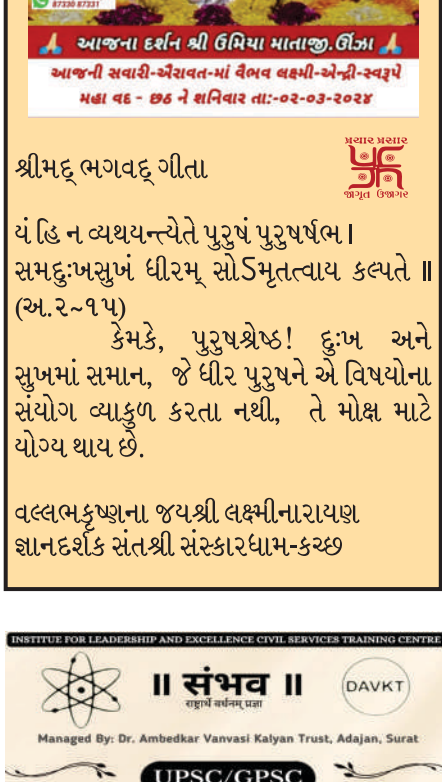 87330 87331
આજના દર્શન શ્રી ઉમિયા માતાજી.ઊંઝા
આજની સવારી-ઐરાવત-માં વૈભવ લક્ષ્મી-ઐન્દ્રી-સ્વરૂપે
મહા વદ - છઠ ને શનિવાર તા:-૦૨-૦૩-૨૦૨૪
પ્રચાર પ્રસાર
જાગૃત ઉજાગર
શ્રીમદ્ ભગવદ્ ગીતા
યં હિ ન વ્યથયન્ત્યેતે પુરુષં પુરુષર્ષભ।
સમદુઃખસુખં ધીરમ્ સોઽમૃતત્વાય કલ્પતે ॥
(અ.૨~૧૫)
કેમકે, પુરુષશ્રેષ્ઠ! દુઃખ અને
સુખમાં સમાન, જે ધીર પુરુષને એ વિષયોના
સંયોગ વ્યાકુળ કરતા નથી, તે મોક્ષ માટે
યોગ્ય થાય છે.
વલ્લભકૃષ્ણના જયશ્રી લક્ષ્મીનારાયણ
જ્ઞાનદર્શક સંતશ્રી સંસ્કારધામ-કચ્છ
INSTITUE FOR LEADERSHIP AND EXCELLENCE CIVIL SERVICES TRAINING CENTRE
॥ संभव ॥
राष्ट्रार्थे वर्धनम् प्रज्ञा
DAVKT
Managed By: Dr. Ambedkar Vanvasi Kalyan Trust, Adajan, Surat
UPSC/GPSC